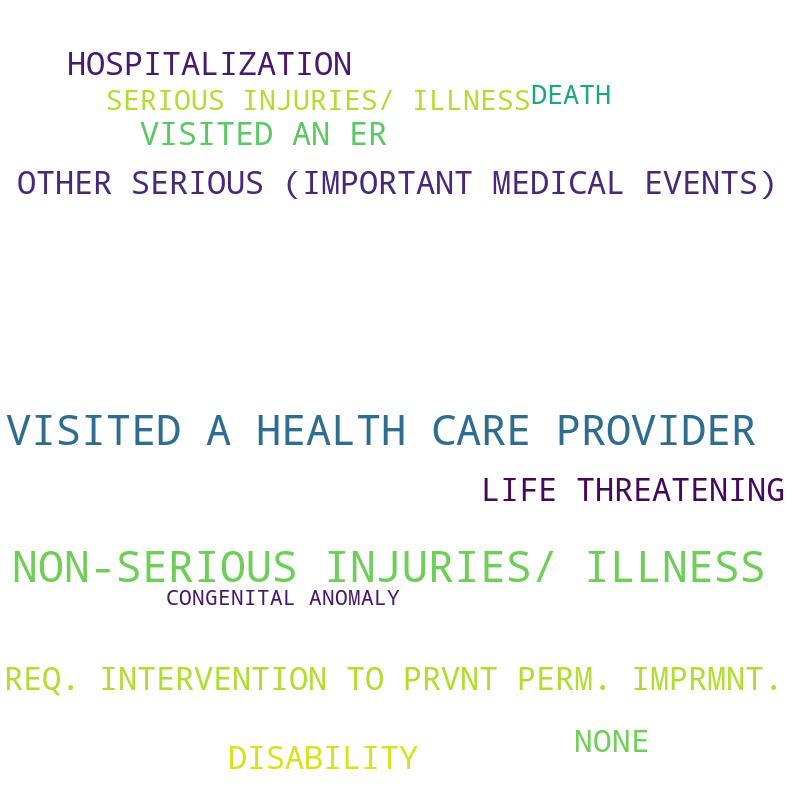 HOSPITALIZATION
SERIOUS INJURIES/ ILLNESS
DEATH
VISITED AN ER
OTHER SERIOUS (IMPORTANT MEDICAL EVENTS)
VISITED A HEALTH CARE PROVIDER
LIFE THREATENING
NON-SERIOUS INJURIES/ ILLNESS
CONGENITAL ANOMALY
REQ. INTERVENTION TO PRVNT PERM. IMPRMNT.
NONE
DISABILITY